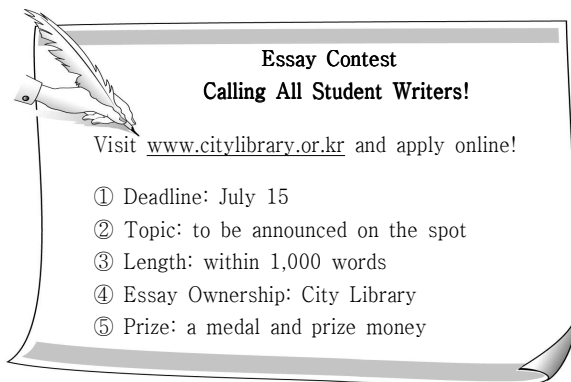 Essay Contest
Calling All Student Writers!
Visit www.citylibrary.or.kr and apply online!
① Deadline: July 15
② Topic: to be announced on the spot
③ Length: within 1,000 words
④ Essay Ownership: City Library
⑤ Prize: a medal and prize money